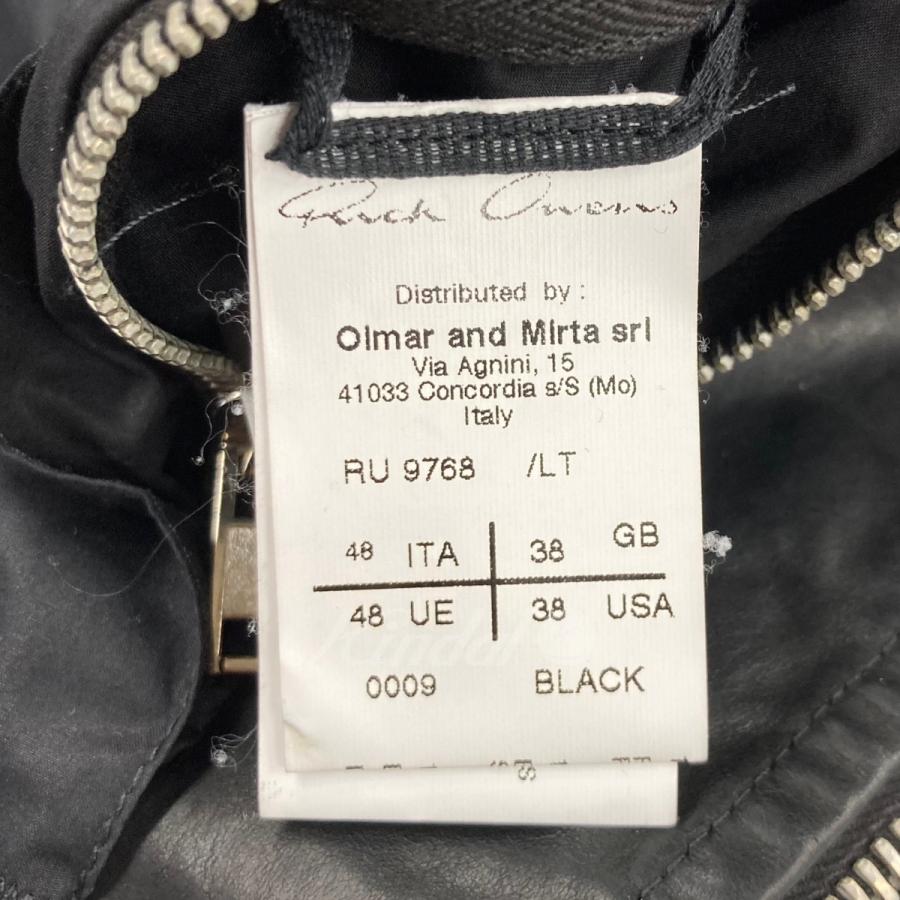 Rick Owens
Distributed by :
Olmar and Mirta srl
Via Agnini, 15
41033 Concordia s/S (Mo)
Italy
RU 9768 /LT
48 ITA 38 GB
48 UE 38 USA
Kindal
0009 BLACK